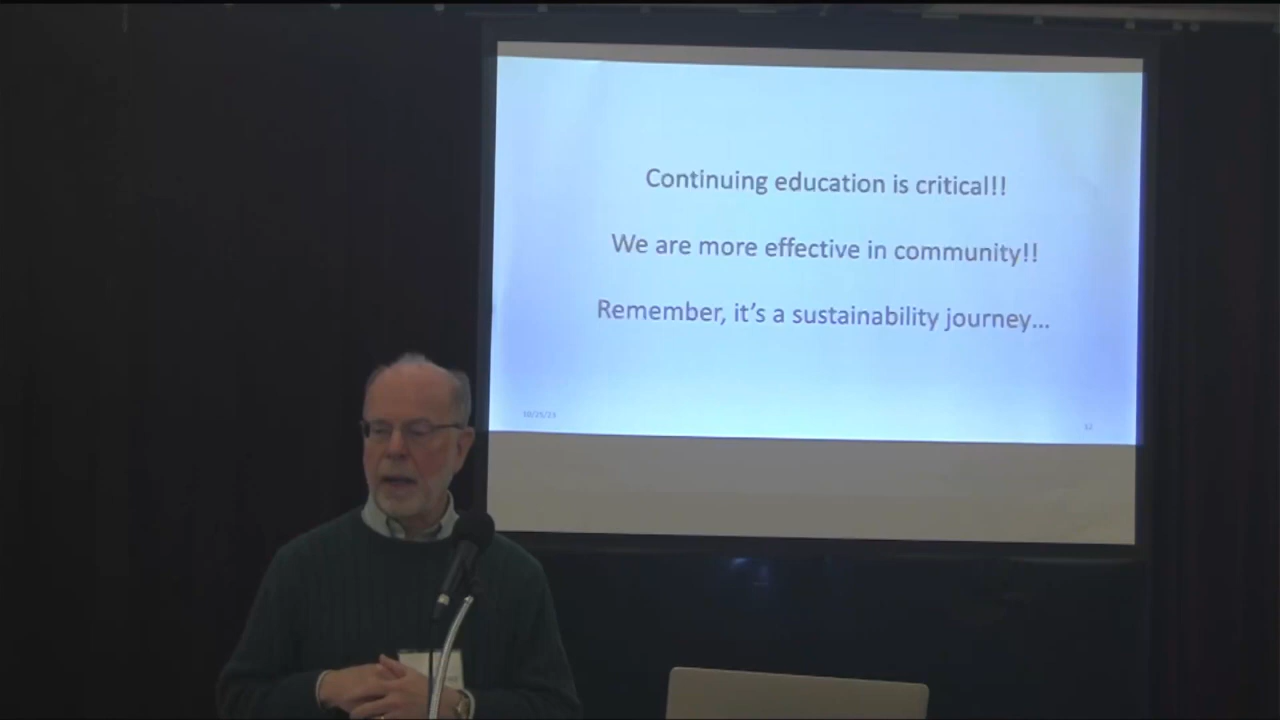 Continuing education is critical!!
We are more effective in community!!
Remember, it's a sustainability journey...